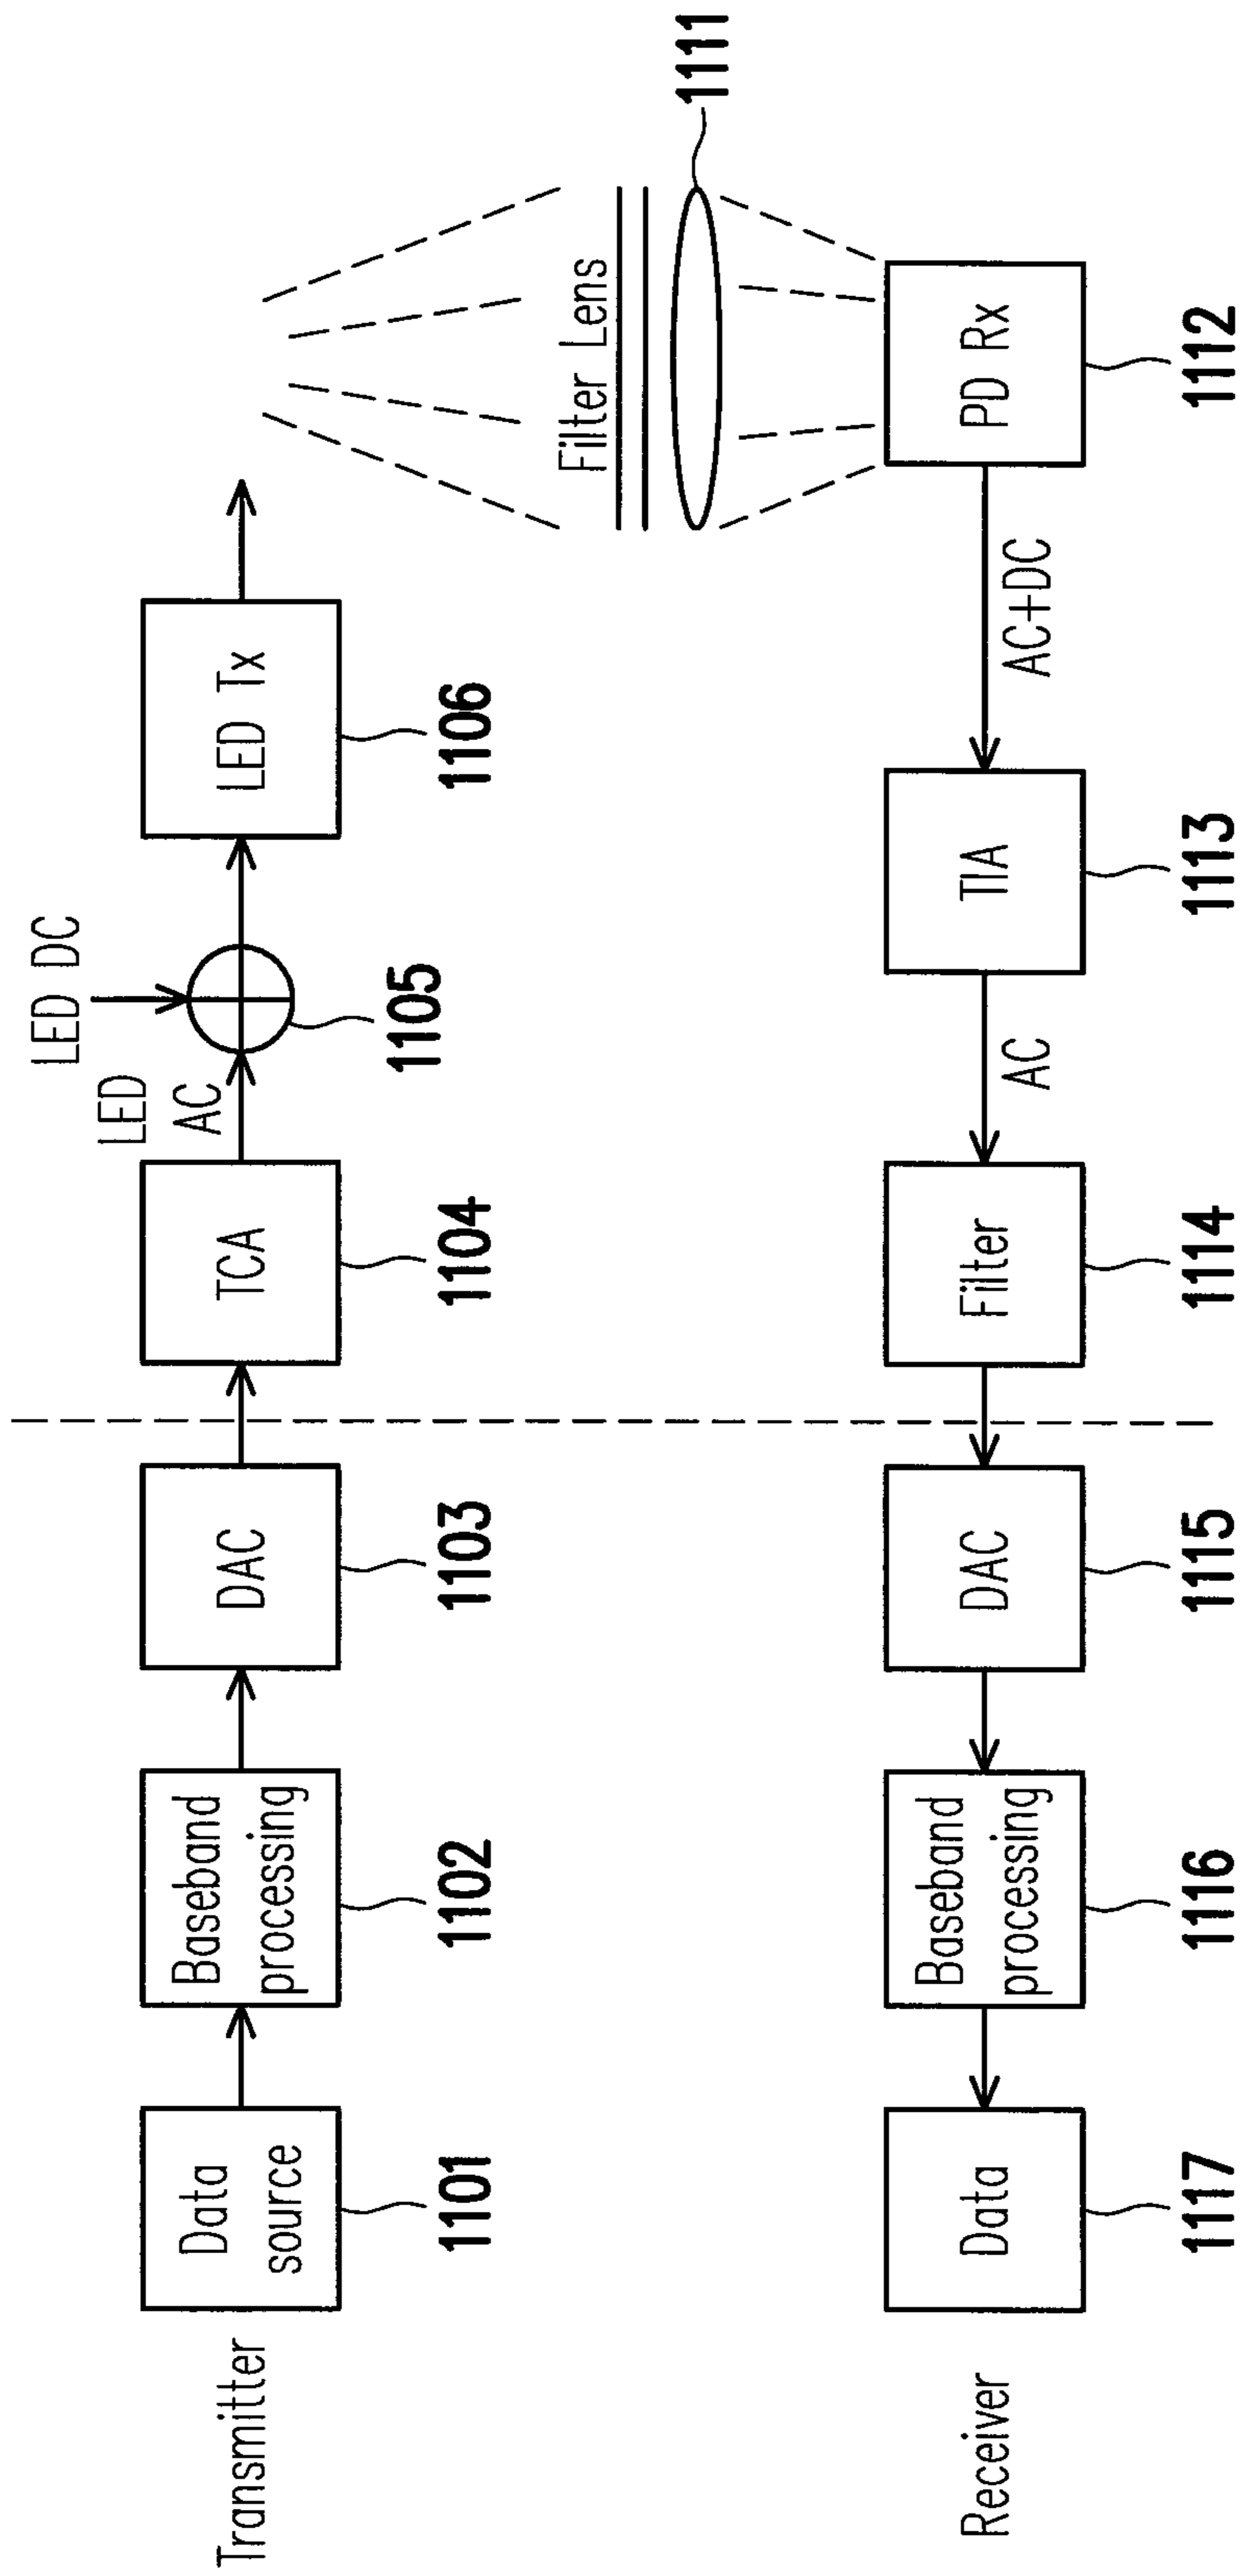 Transmitter
Data
source
1101
Baseband
processing
1102
DAC
1103
TCA
1104
LED
AC
LED DC
1105
LED Tx
1106
Filter Lens
1111
Receiver
Data
1117
Baseband
processing
1116
DAC
1115
Filter
1114
AC
TIA
1113
AC+DC
PD Rx
1112